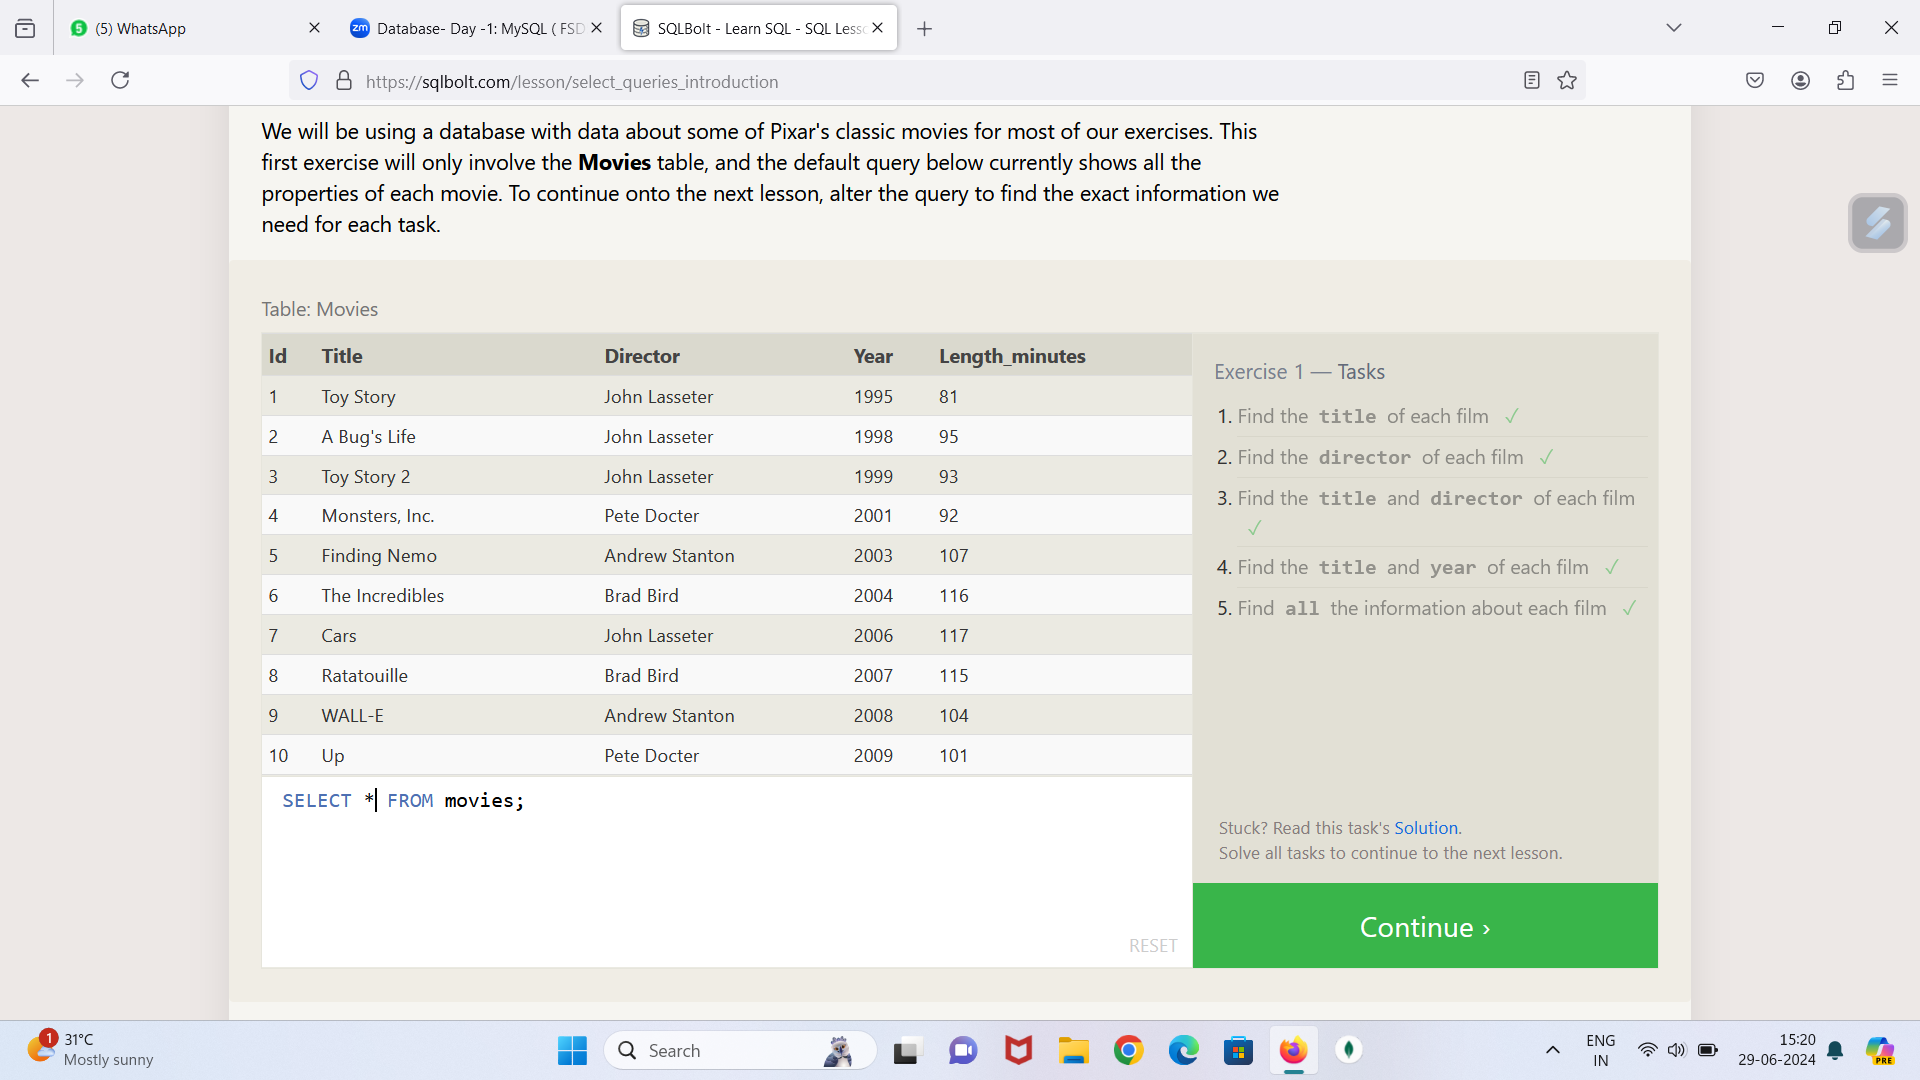 (5) WhatsApp
zm Database- Day -1: MySQL ( FSD
SQLBolt - Learn SQL - SQL Less
https://sqlbolt.com/lesson/select_queries_introduction
We will be using a database with data about some of Pixar's classic movies for most of our exercises. This
first exercise will only involve the Movies table, and the default query below currently shows all the
properties of each movie. To continue onto the next lesson, alter the query to find the exact information we
need for each task.
Table: Movies
Id Title Director Year Length_minutes
1 Toy Story John Lasseter 1995 81
2 A Bug's Life John Lasseter 1998 95
3 Toy Story 2 John Lasseter 1999 93
4 Monsters, Inc. Pete Docter 2001 92
5 Finding Nemo Andrew Stanton 2003 107
6 The Incredibles Brad Bird 2004 116
7 Cars John Lasseter 2006 117
8 Ratatouille Brad Bird 2007 115
9 WALL-E Andrew Stanton 2008 104
10 Up Pete Docter 2009 101
SELECT * FROM movies;
RESET
Exercise 1 — Tasks
1. Find the title of each film ✓
2. Find the director of each film ✓
3. Find the title and director of each film
✓
4. Find the title and year of each film ✓
5. Find all the information about each film ✓
Stuck? Read this task's Solution.
Solve all tasks to continue to the next lesson.
Continue ›
1
31°C
Mostly sunny
Search
ENG
IN
15:20
29-06-2024
PRE